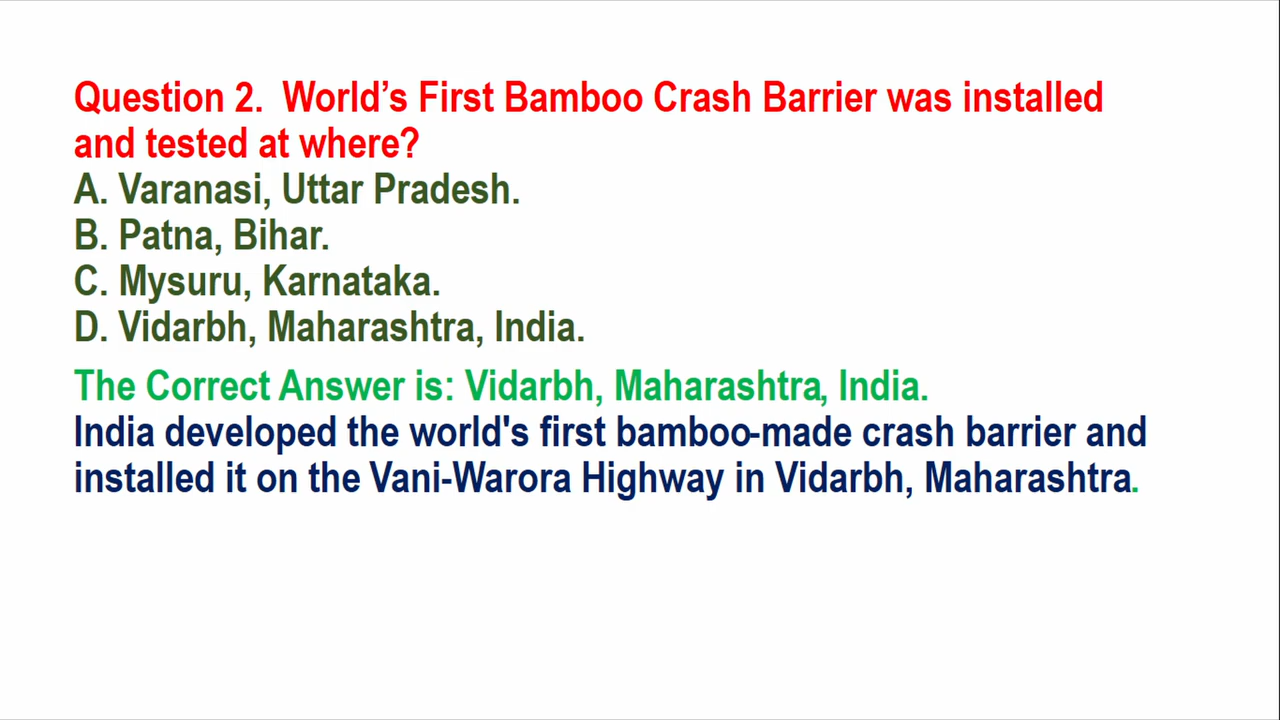 Question 2.  World’s First Bamboo Crash Barrier was installed
and tested at where?
A. Varanasi, Uttar Pradesh.
B. Patna, Bihar.
C. Mysuru, Karnataka.
D. Vidarbh, Maharashtra, India.
The Correct Answer is: Vidarbh, Maharashtra, India.
India developed the world's first bamboo-made crash barrier and
installed it on the Vani-Warora Highway in Vidarbh, Maharashtra.